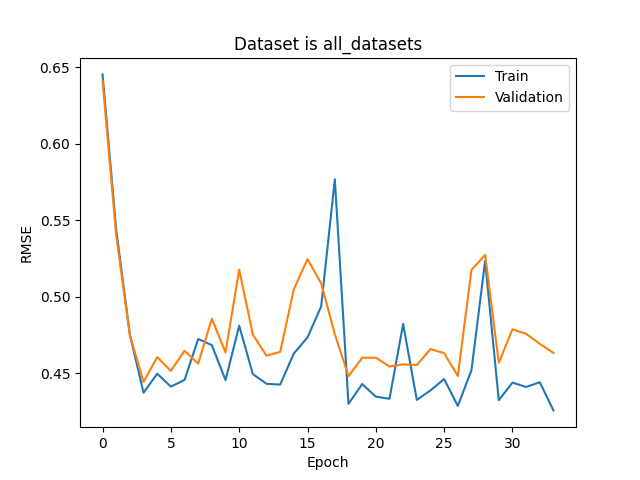 Dataset is all_datasets
Train
Validation
RMSE
0.65
0.60
0.55
0.50
0.45
0 5 10 15 20 25 30
Epoch